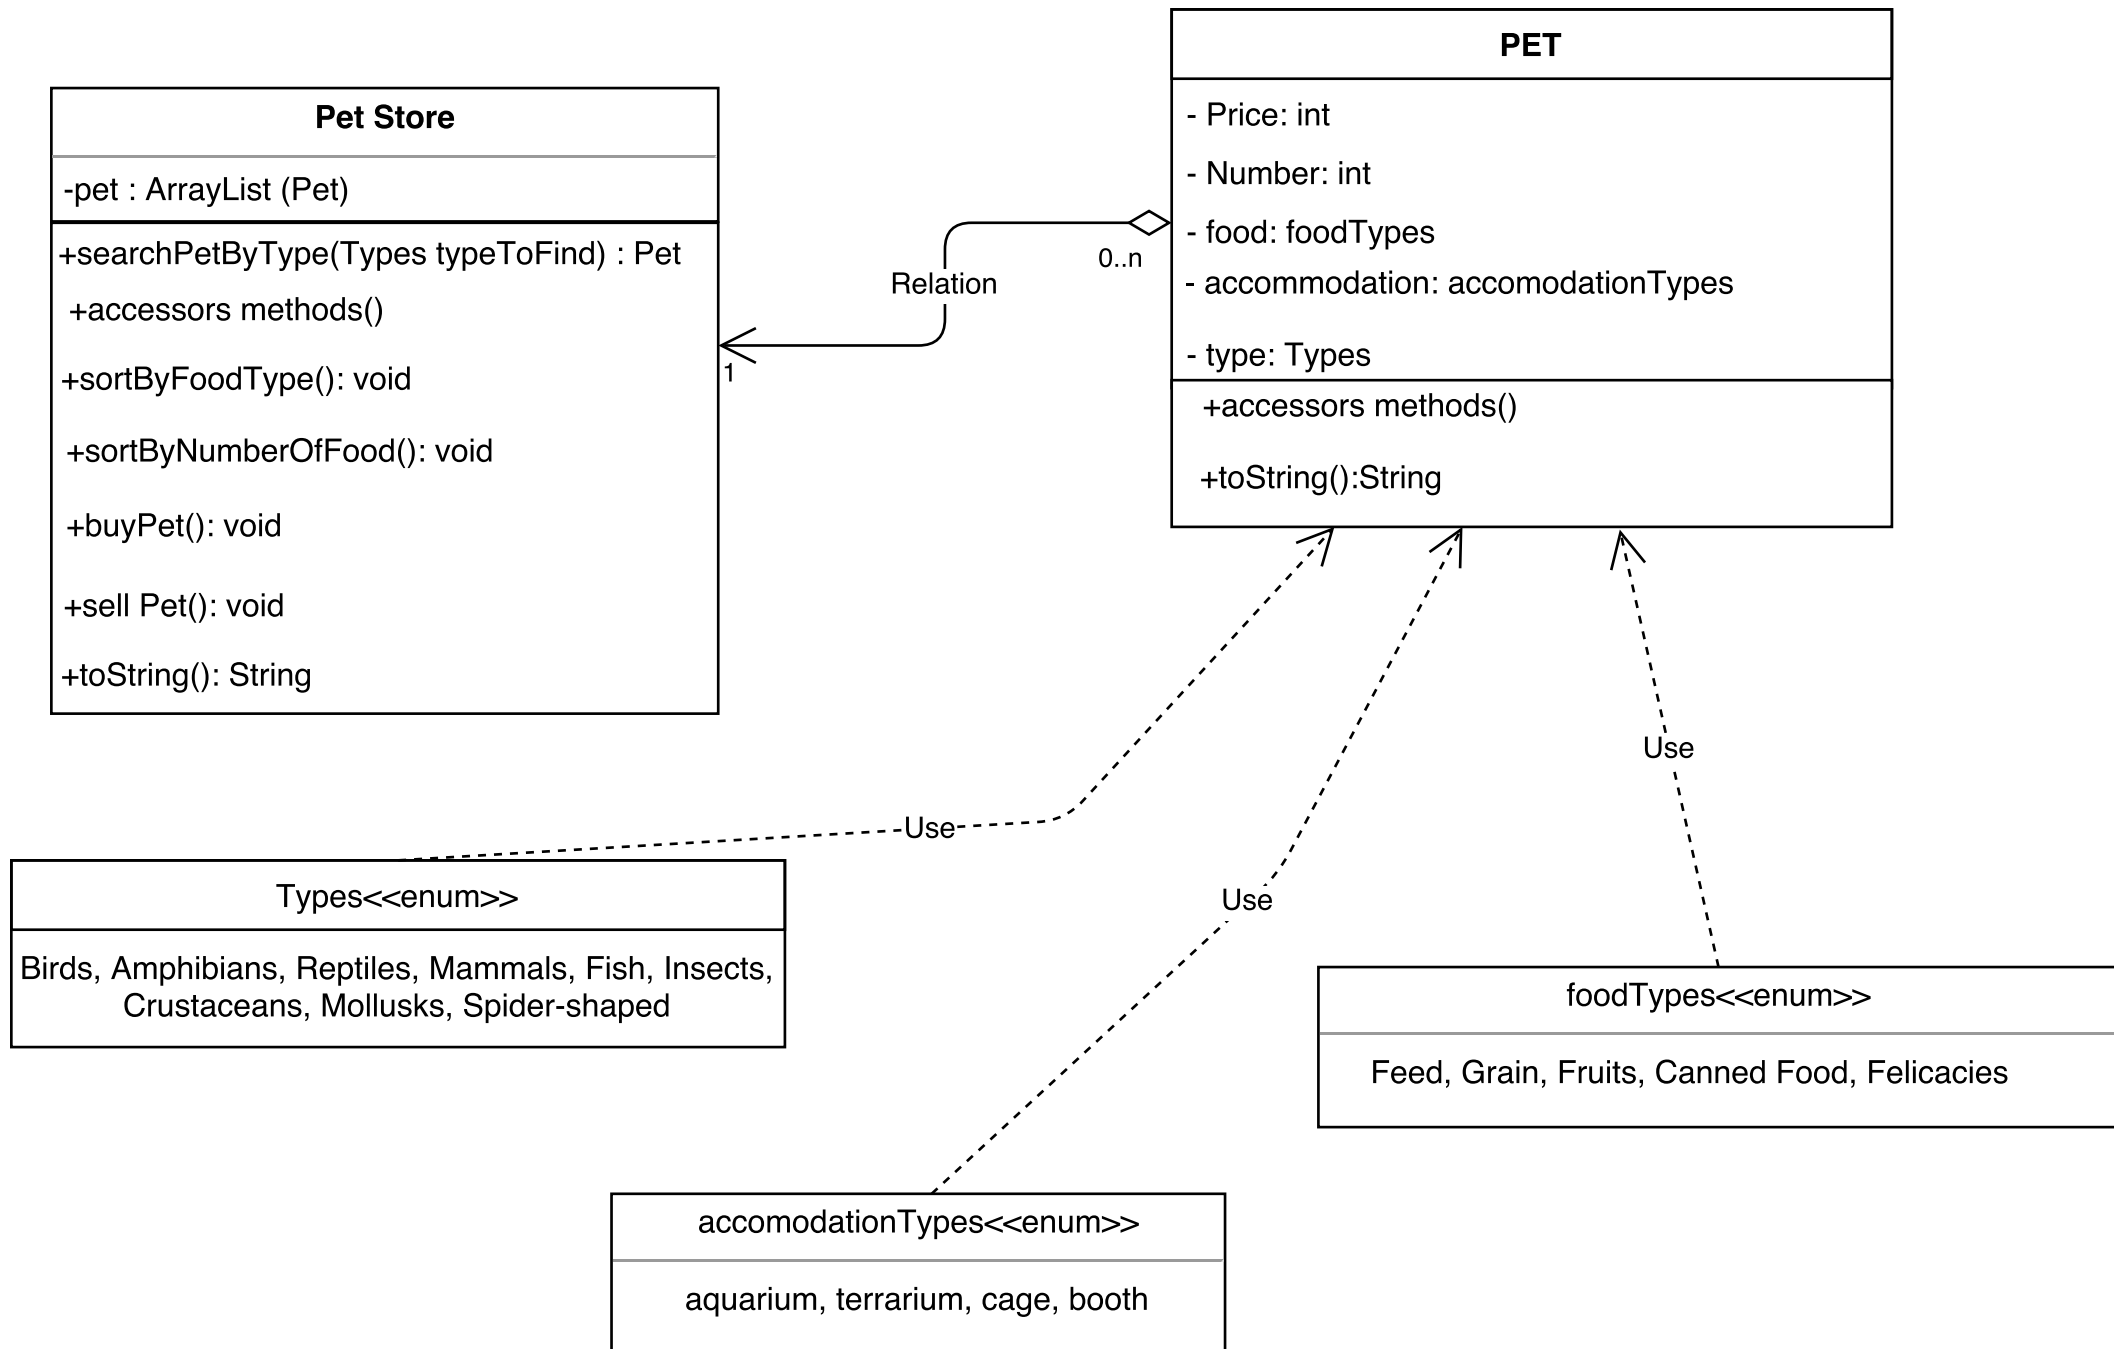 Pet Store
-pet : ArrayList (Pet)
+searchPetByType(Types typeToFind) : Pet
+accessors methods()
+sortByFoodType(): void
+sortByNumberOfFood(): void
+buyPet(): void
+sell Pet(): void
+toString(): String
Relation
0..n
1
PET
- Price: int
- Number: int
- food: foodTypes
- accommodation: accomodationTypes
- type: Types
+accessors methods()
+toString():String
Use
Use
Use
Types<<enum>>
Birds, Amphibians, Reptiles, Mammals, Fish, Insects,
Crustaceans, Mollusks, Spider-shaped
foodTypes<<enum>>
Feed, Grain, Fruits, Canned Food, Felicacies
accomodationTypes<<enum>>
aquarium, terrarium, cage, booth